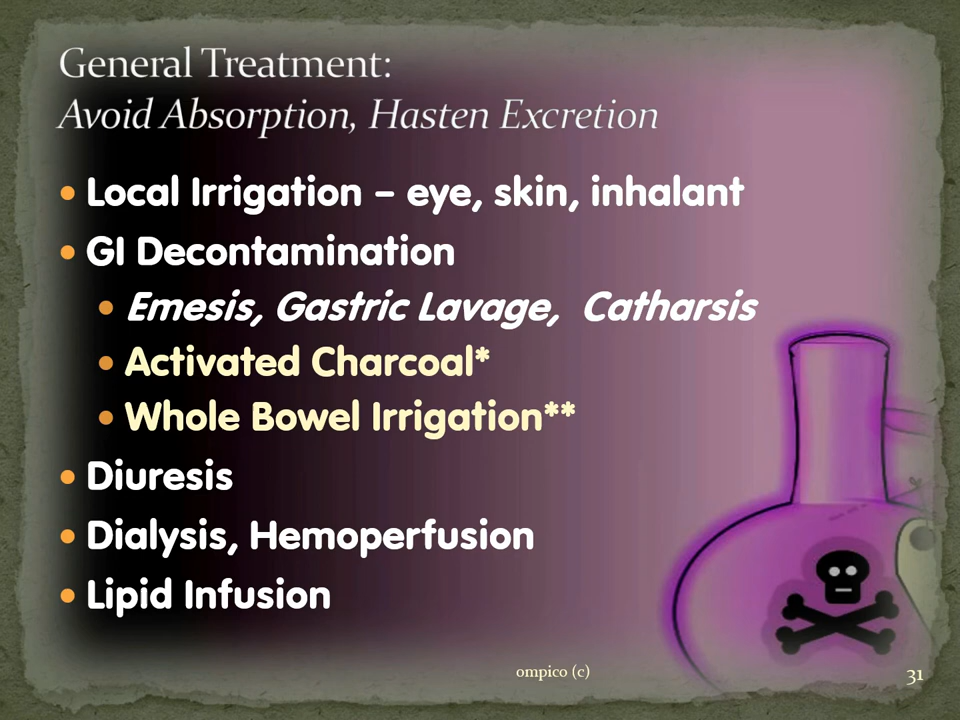 General Treatment:
Avoid Absorption, Hasten Excretion
• Local Irrigation – eye, skin, inhalant
• GI Decontamination
• Emesis, Gastric Lavage, Catharsis
• Activated Charcoal*
• Whole Bowel Irrigation**
• Diuresis
• Dialysis, Hemoperfusion
• Lipid Infusion
ompico (c)
31